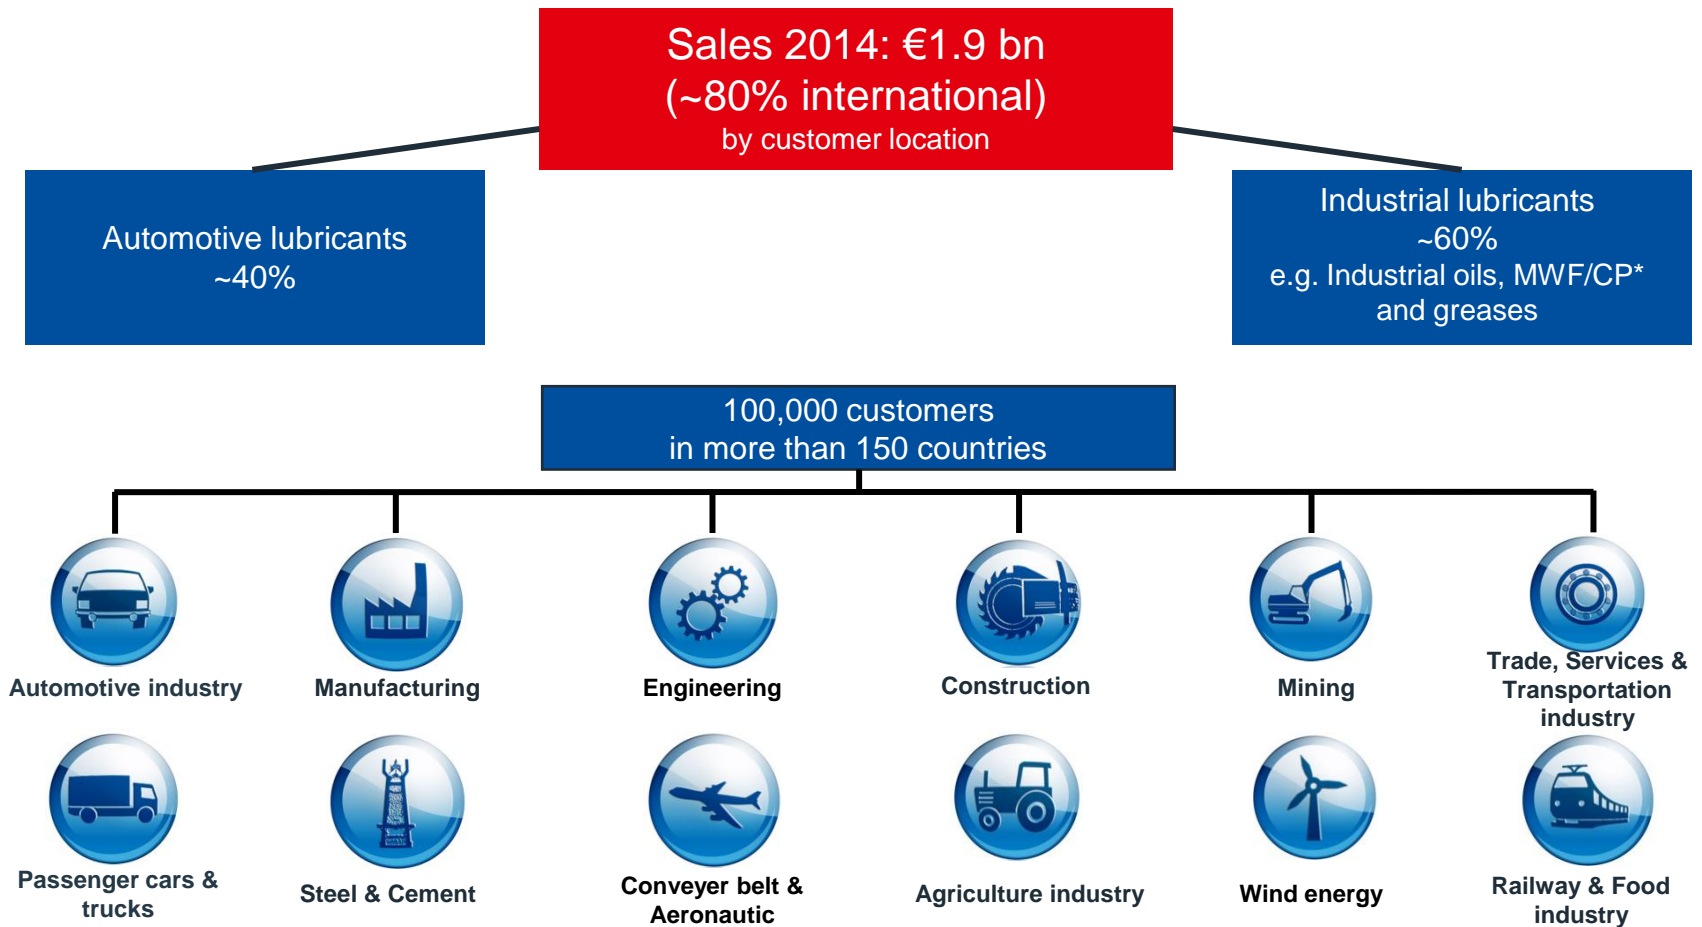 Sales 2014: €1.9 bn
(~80% international)
by customer location
Automotive lubricants
~40%
Industrial lubricants
~60%
e.g. Industrial oils, MWF/CP*
and greases
100,000 customers
in more than 150 countries
Automotive industry
Manufacturing
Engineering
Construction
Mining
Trade, Services &
Transportation
industry
Passenger cars &
trucks
Steel & Cement
Conveyer belt &
Aeronautic
Agriculture industry
Wind energy
Railway & Food
industry